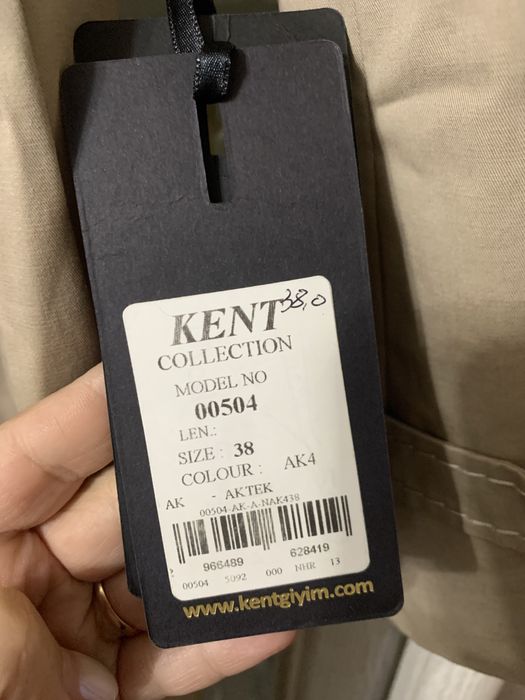 KENT 38,0
COLLECTION
MODEL NO
00504
LEN.:
SIZE : 38
COLOUR : AK4
AK - AKTEK
00504-AK-A-NAK438
966489 628419
00504 5092 000 NHR 13
www.kentgiyim.com